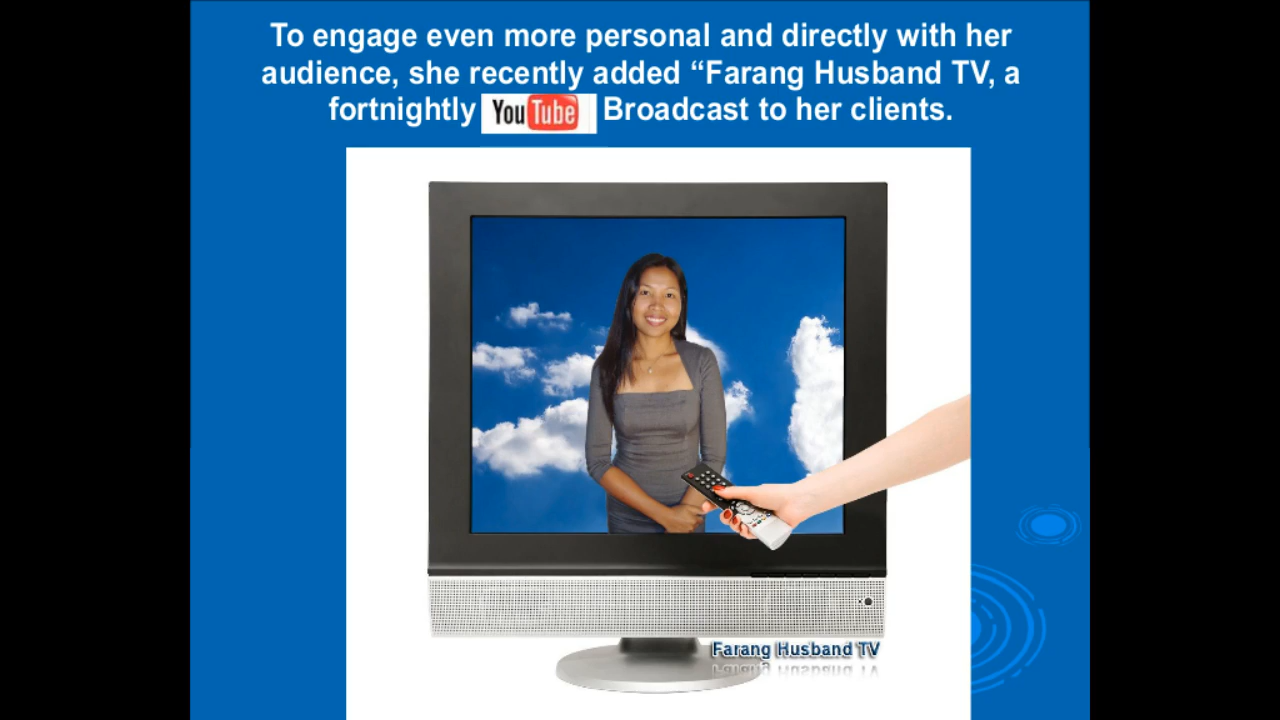 To engage even more personal and directly with her
audience, she recently added “Farang Husband TV, a
fortnightly YouTube Broadcast to her clients.
Farang Husband TV